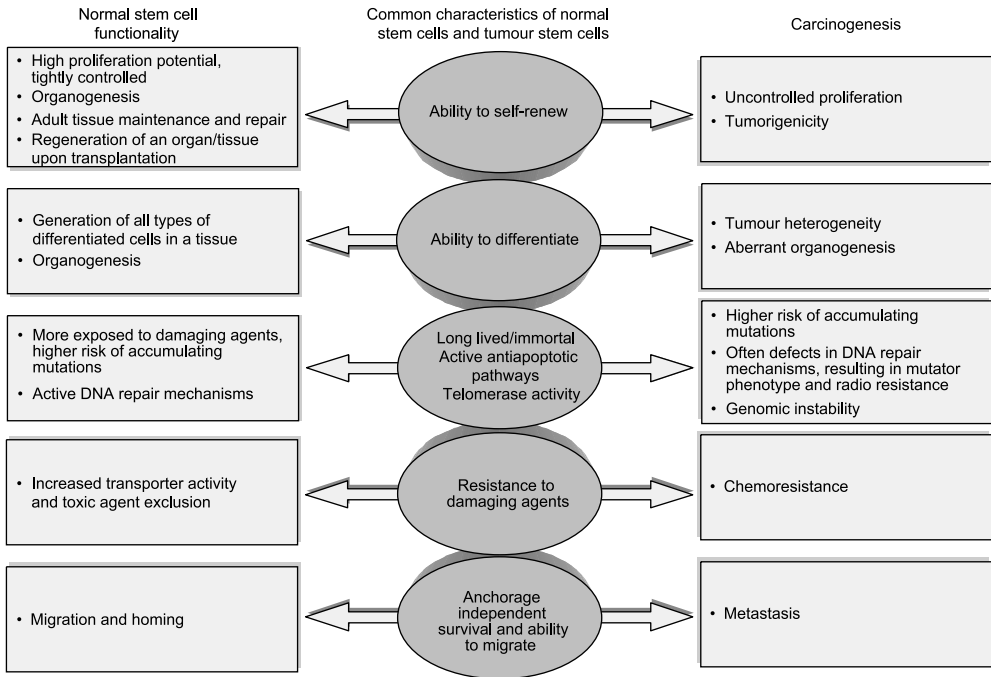 Normal stem cell
functionality
Common characteristics of normal
stem cells and tumour stem cells
Carcinogenesis
• High proliferation potential,
tightly controlled
• Organogenesis
• Adult tissue maintenance and repair
• Regeneration of an organ/tissue
upon transplantation
Ability to self-renew
• Uncontrolled proliferation
• Tumorigenicity
• Generation of all types of
differentiated cells in a tissue
• Organogenesis
Ability to differentiate
• Tumour heterogeneity
• Aberrant organogenesis
• More exposed to damaging agents,
higher risk of accumulating
mutations
• Active DNA repair mechanisms
Long lived/immortal
Active antiapoptotic
pathways
Telomerase activity
• Higher risk of accumulating
mutations
• Often defects in DNA repair
mechanisms, resulting in mutator
phenotype and radio resistance
• Genomic instability
• Increased transporter activity
and toxic agent exclusion
Resistance to
damaging agents
• Chemoresistance
• Migration and homing
Anchorage
independent
survival and ability
to migrate
• Metastasis